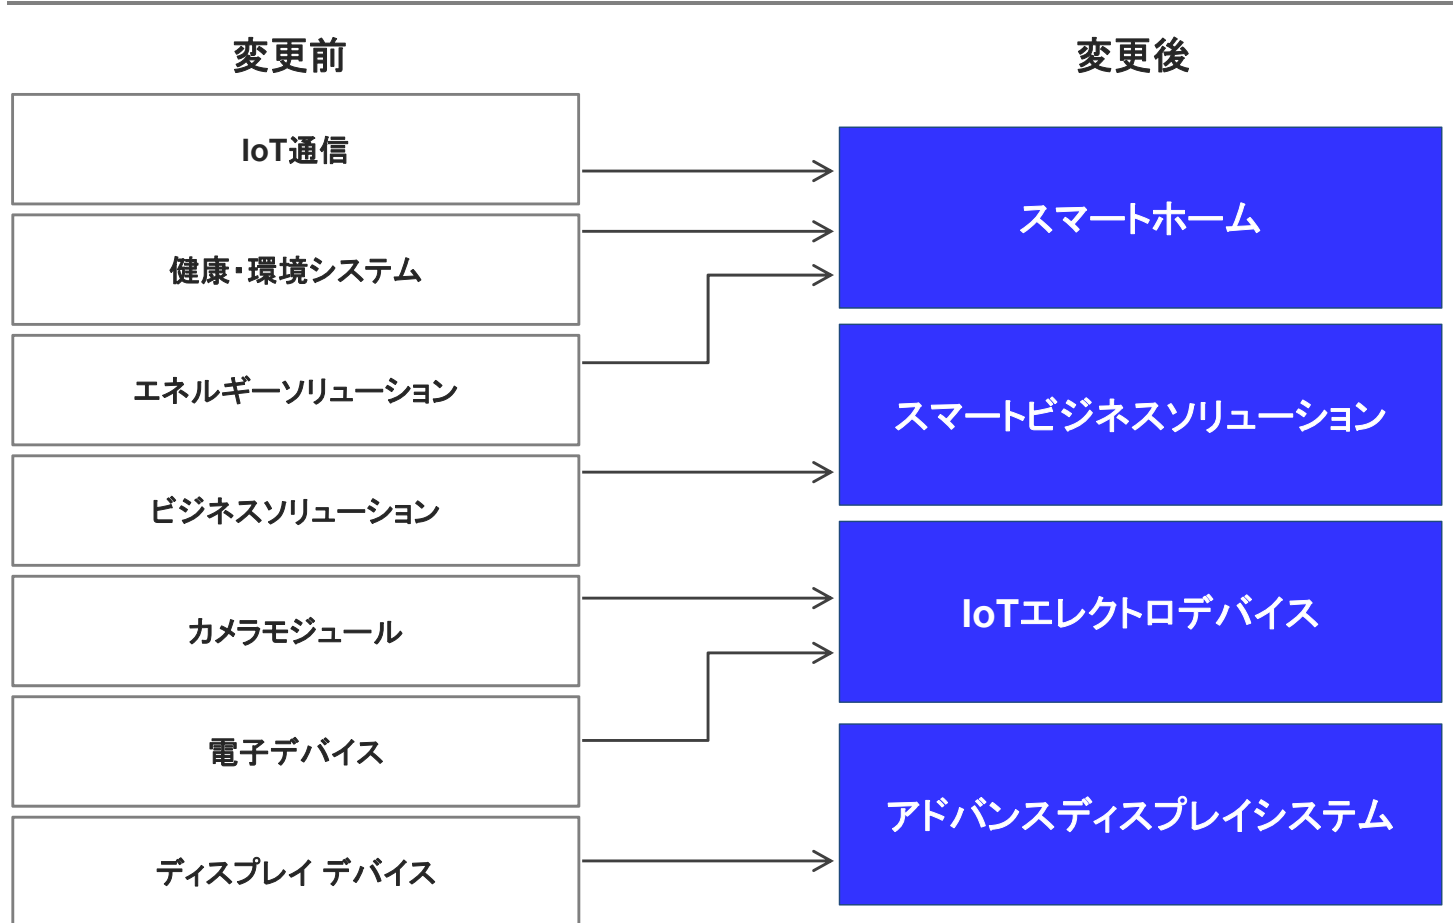 変更前
変更後
IoT通信
健康・環境システム
エネルギーソリューション
ビジネスソリューション
カメラモジュール
電子デバイス
ディスプレイ デバイス
スマートホーム
スマートビジネスソリューション
IoTエレクトロデバイス
アドバンスディスプレイシステム